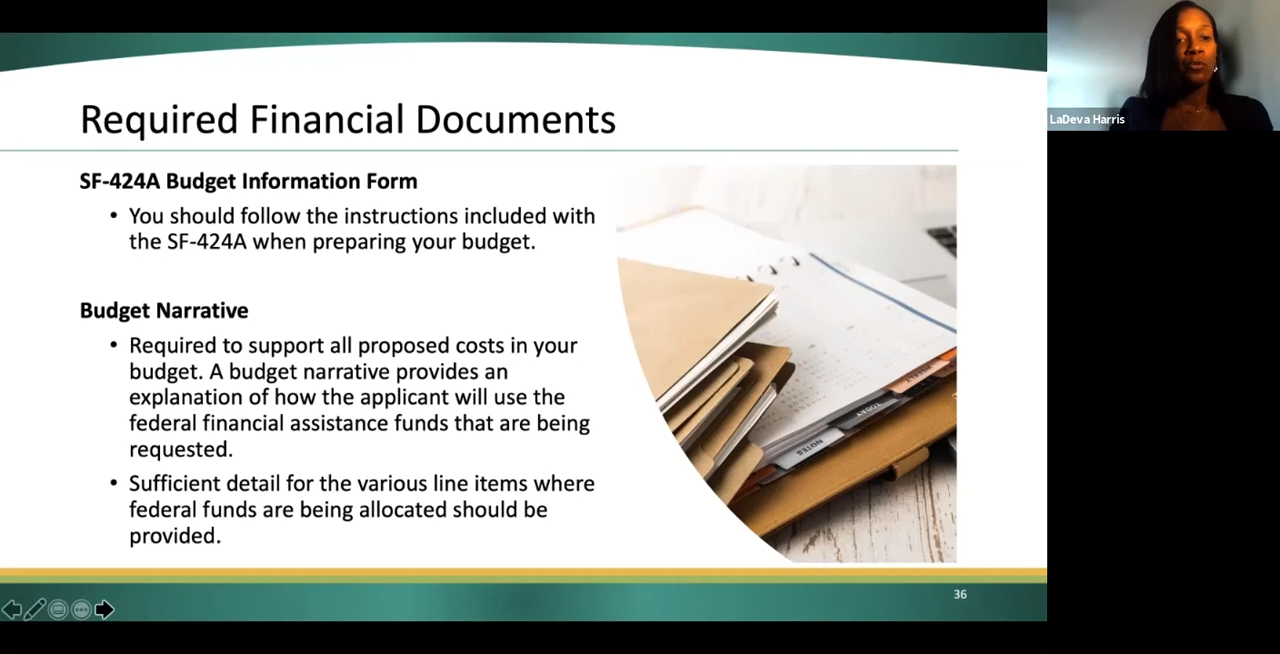 Required Financial Documents
LaDeva Harris
SF-424A Budget Information Form
• You should follow the instructions included with
the SF-424A when preparing your budget.
Budget Narrative
• Required to support all proposed costs in your
budget. A budget narrative provides an
explanation of how the applicant will use the
federal financial assistance funds that are being
requested.
• Sufficient detail for the various line items where
federal funds are being allocated should be
provided.
WEEKLY
TODAY
NOTES
36